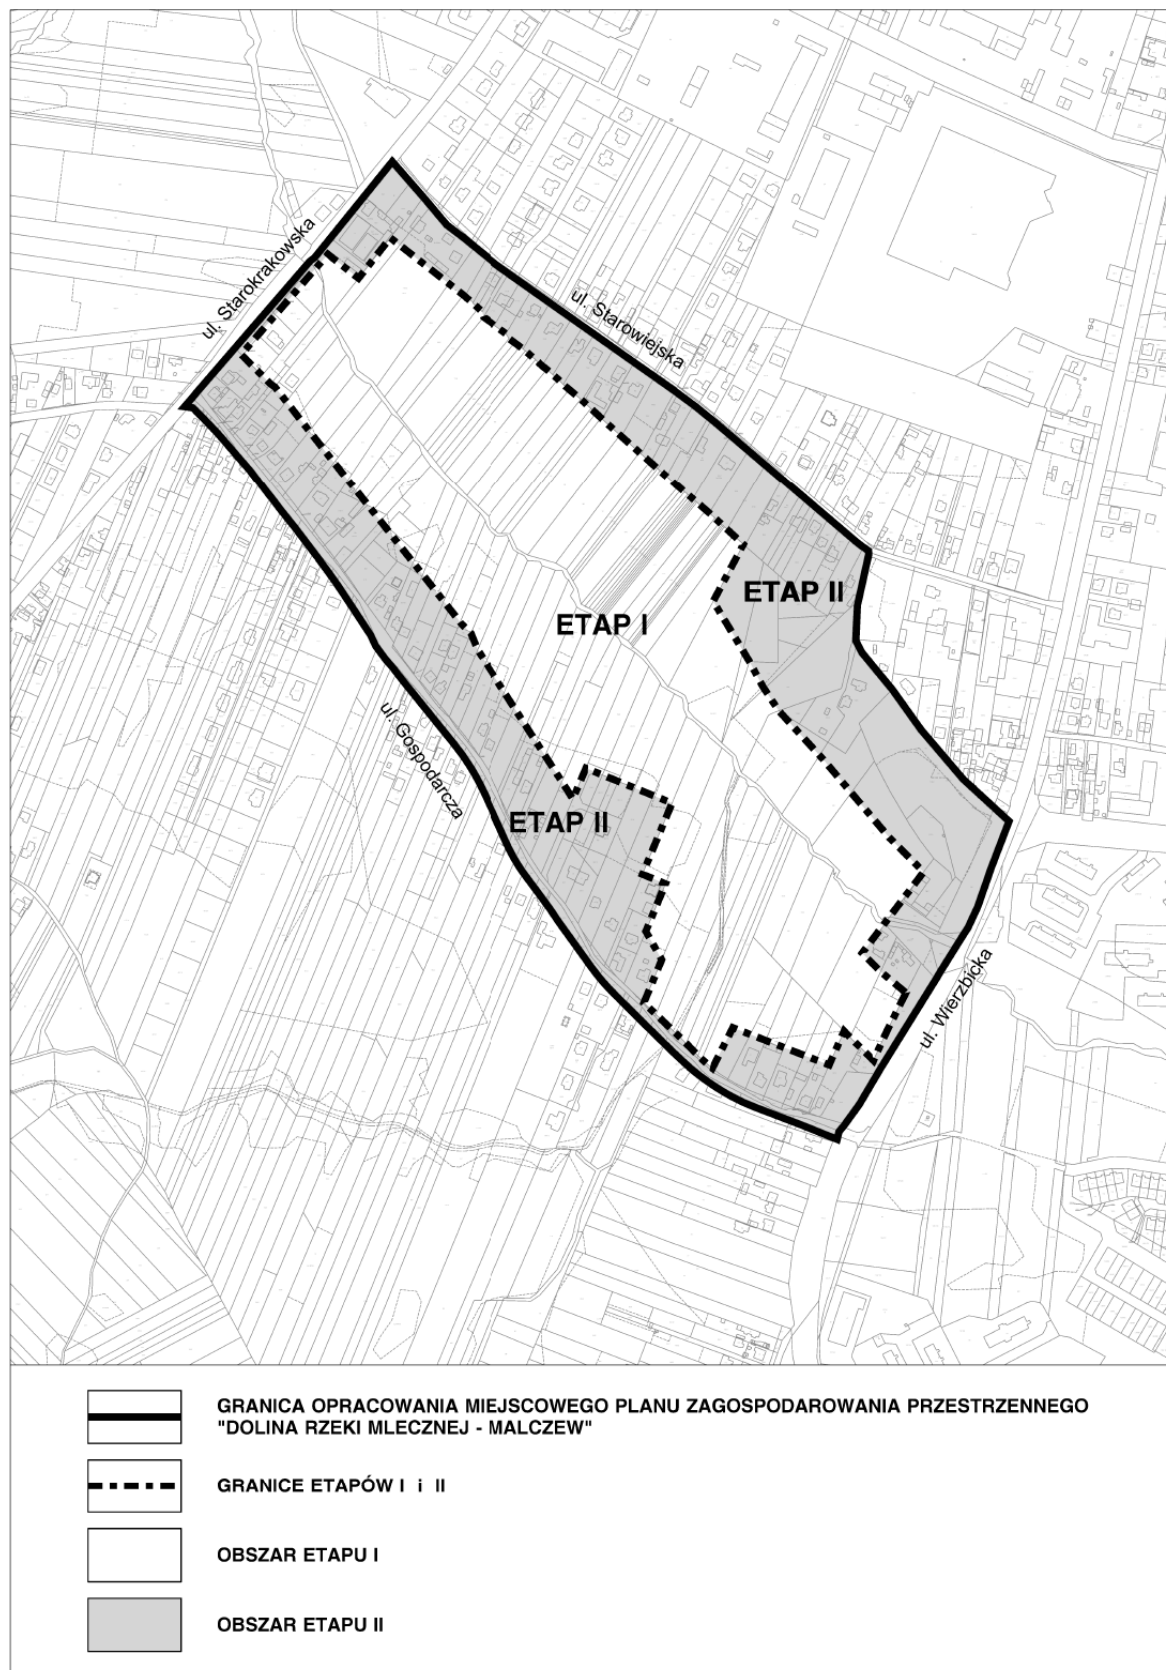 ul. Starokrakowska
ul. Starowiejska
ETAP II
ETAP I
ul. Gospodarcza
ETAP II
ul. Wierzbicka
GRANICA OPRACOWANIA MIEJSCOWEGO PLANU ZAGOSPODAROWANIA PRZESTRZENNEGO
"DOLINA RZEKI MLECZNEJ - MALCZEW"
GRANICE ETAPÓW I i II
OBSZAR ETAPU I
OBSZAR ETAPU II